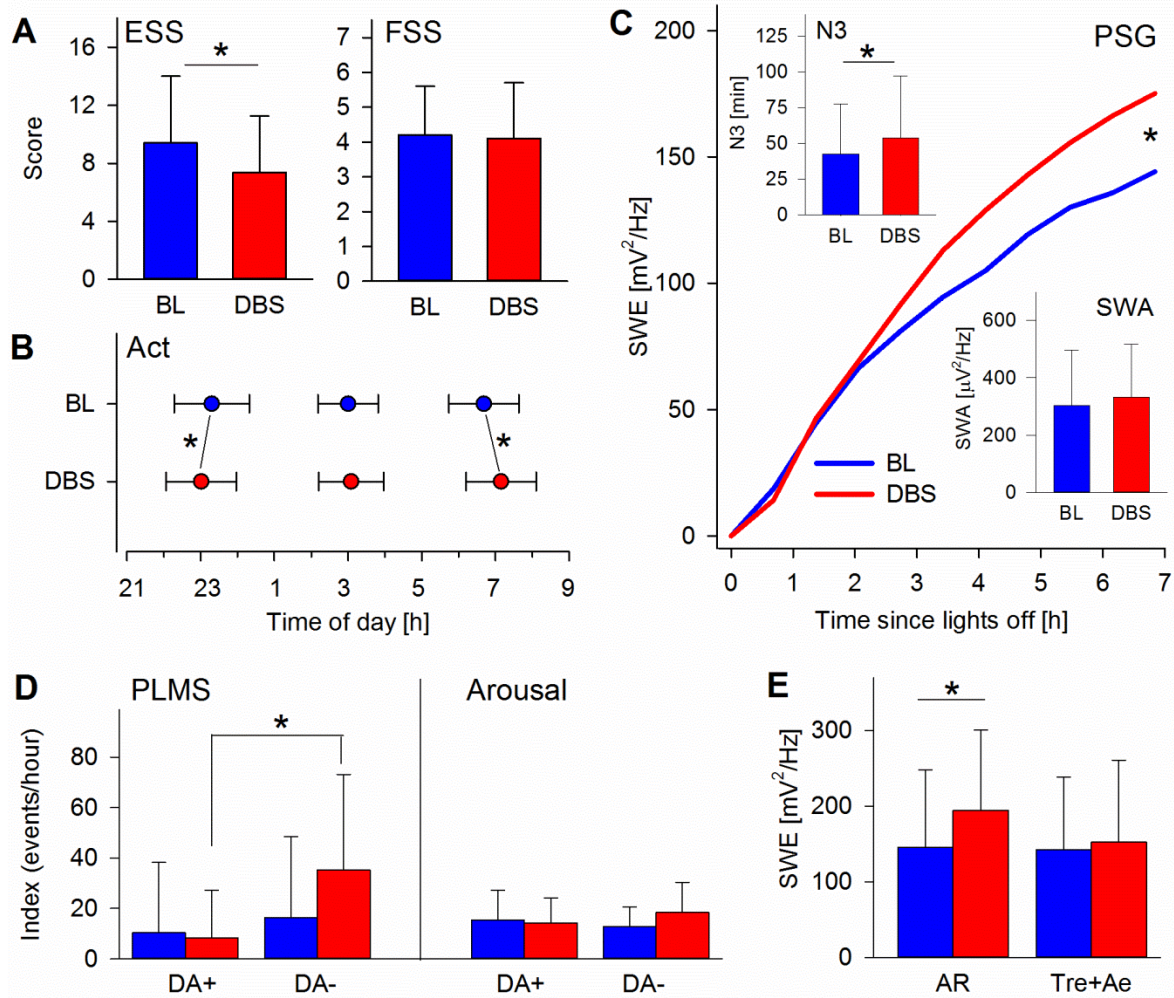 A
ESS
*
16
12
8
4
0
Score
BL DBS
FSS
7
6
5
4
3
2
1
0
BL DBS
B
Act
BL
DBS
*
*
21 23 1 3 5 7 9
Time of day [h]
C
PSG
200
150
100
50
0
SWE [mV²/Hz]
*
BL
DBS
0 1 2 3 4 5 6 7
Time since lights off [h]
N3
*
125
100
75
50
25
0
N3 [min]
BL DBS
SWA
600
400
200
0
SWA [µV²/Hz]
BL DBS
D
PLMS
Arousal
*
80
60
40
20
0
Index (events/hour)
DA+ DA- DA+ DA-
E
*
300
200
100
0
SWE [mV²/Hz]
AR Tre+Ae